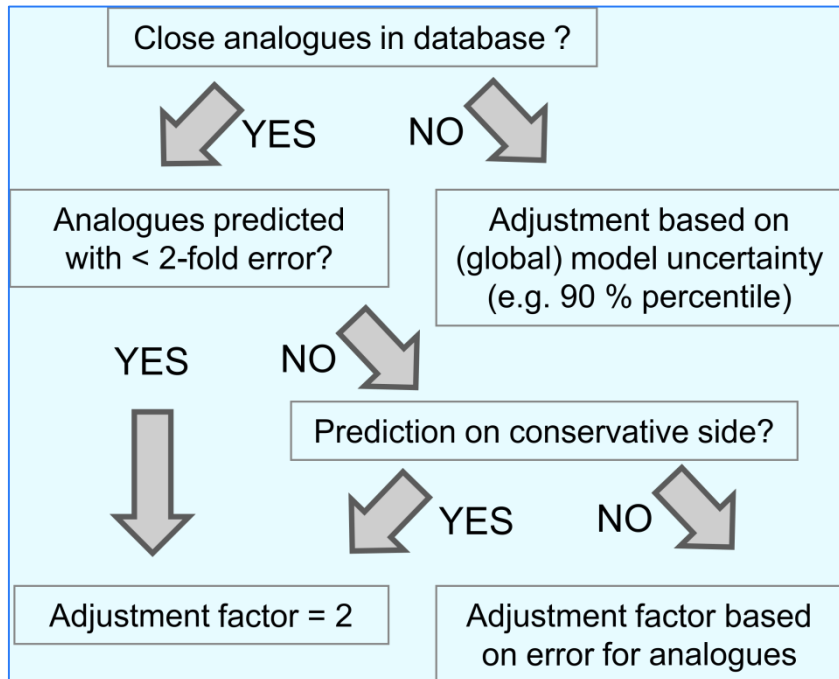 Close analogues in database ?
YES
NO
Analogues predicted
with < 2-fold error?
Adjustment based on
(global) model uncertainty
(e.g. 90 % percentile)
YES
NO
Prediction on conservative side?
YES
NO
Adjustment factor = 2
Adjustment factor based
on error for analogues